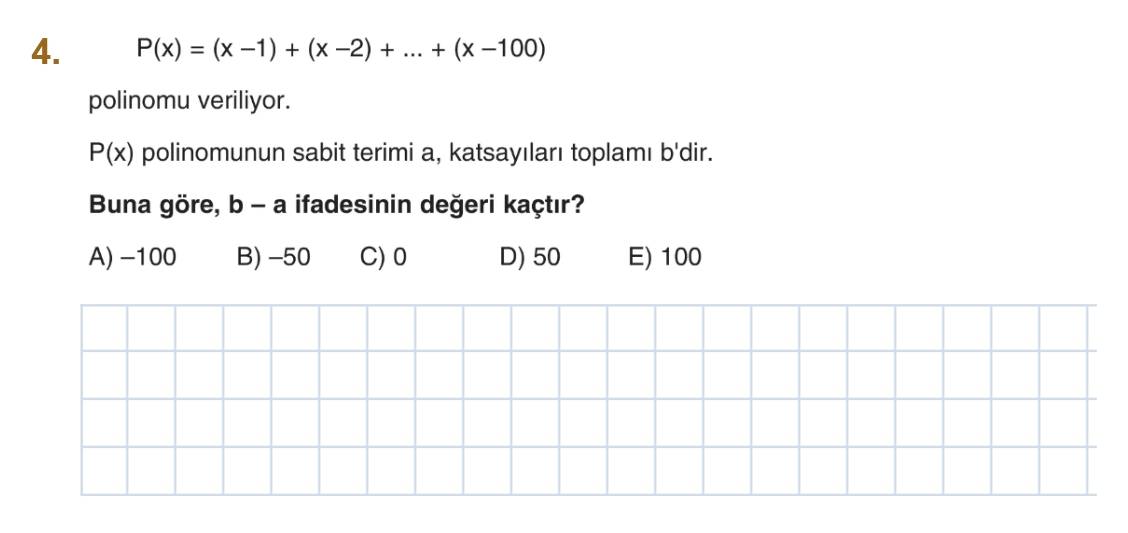 4. P(x) = (x –1) + (x –2) + ... + (x –100)
polinomu veriliyor.
P(x) polinomunun sabit terimi a, katsayıları toplamı b'dir.
Buna göre, b – a ifadesinin değeri kaçtır?
A) –100 B) –50 C) 0 D) 50 E) 100